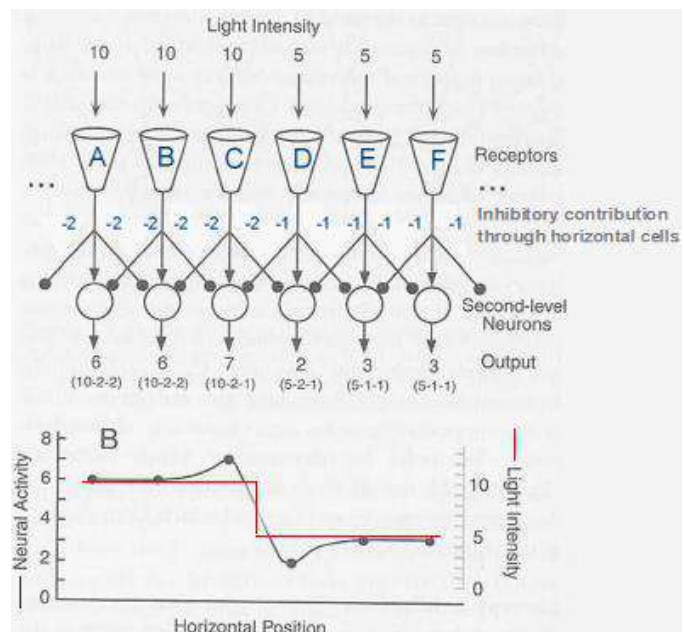 Light Intensity
10 10 10 5 5 5
A B C D E F
Receptors
... ...
-2 -2 -2 -2 -2 -2 -1 -1 -1 -1 -1 -1
Inhibitory contribution
through horizontal cells
Second-level
Neurons
6 6 7 2 3 3 Output
(10-2-2) (10-2-2) (10-2-1) (5-2-1) (5-1-1) (5-1-1)
B
Neural Activity
8
6
4
2
0
10
5
0
Light Intensity
Horizontal Position